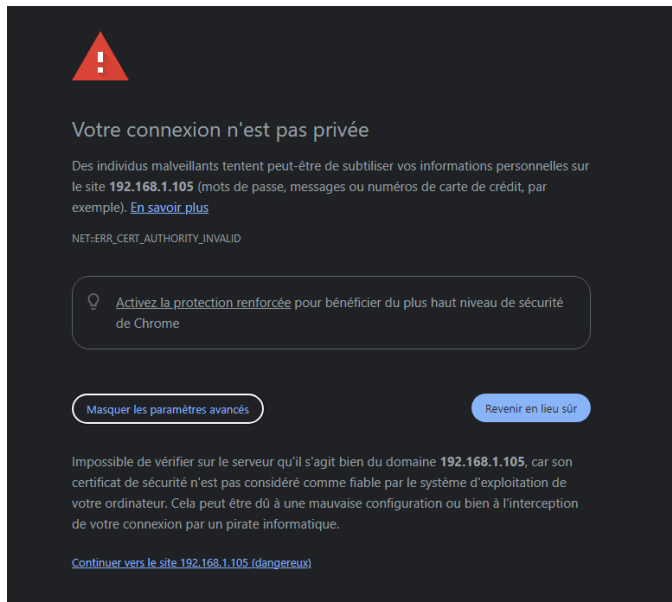 Votre connexion n'est pas privée
Des individus malveillants tentent peut-être de subtiliser vos informations personnelles sur
le site 192.168.1.105 (mots de passe, messages ou numéros de carte de crédit, par
exemple). En savoir plus
NET::ERR_CERT_AUTHORITY_INVALID
Activez la protection renforcée pour bénéficier du plus haut niveau de sécurité
de Chrome
Masquer les paramètres avancés
Revenir en lieu sûr
Impossible de vérifier sur le serveur qu'il s'agit bien du domaine 192.168.1.105, car son
certificat de sécurité n'est pas considéré comme fiable par le système d'exploitation de
votre ordinateur. Cela peut être dû à une mauvaise configuration ou bien à l'interception
de votre connexion par un pirate informatique.
Continuer vers le site 192.168.1.105 (dangereux)